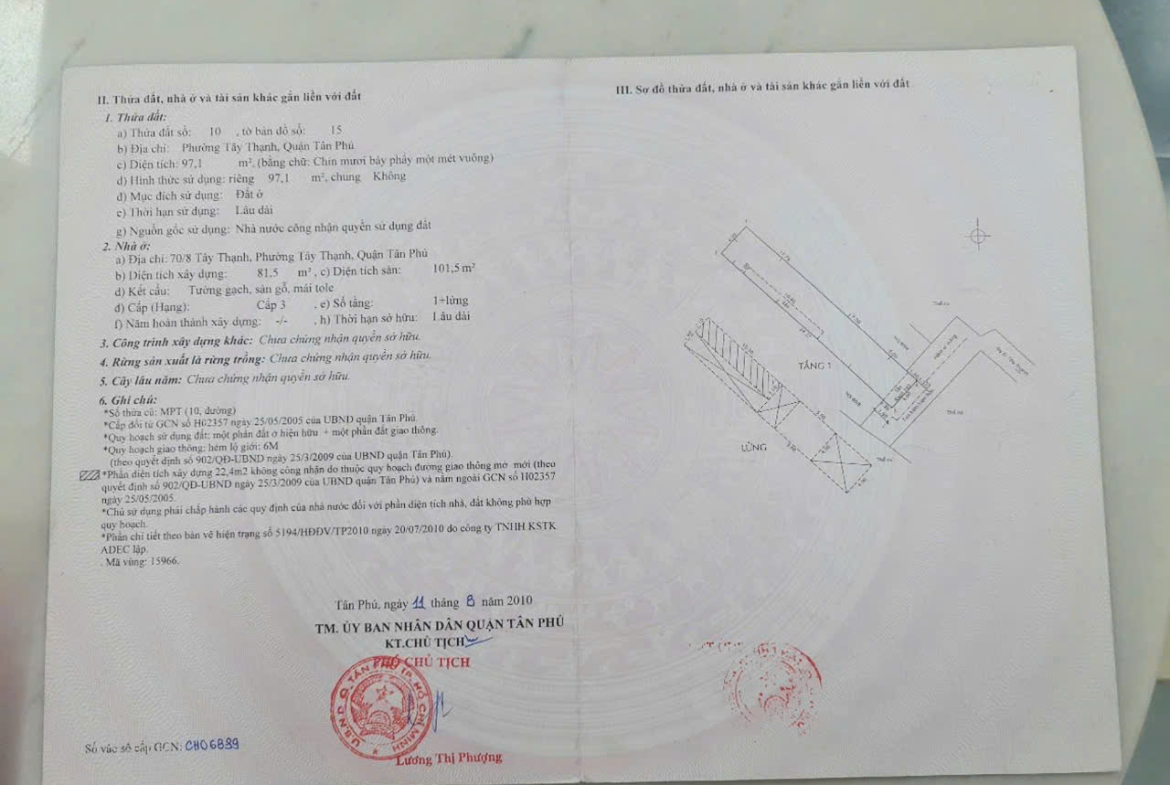 II. Thửa đất, nhà ở và tài sản khác gắn liền với đất
1. Thửa đất:
a) Thửa đất số: 10 , tờ bản đồ số: 15
b) Địa chỉ: Phường Tây Thạnh, Quận Tân Phú
c) Diện tích: 97,1 m², (bằng chữ: Chín mươi bảy phẩy một mét vuông)
d) Hình thức sử dụng: riêng 97,1 m², chung Không
đ) Mục đích sử dụng: Đất ở
e) Thời hạn sử dụng: Lâu dài
g) Nguồn gốc sử dụng: Nhà nước công nhận quyền sử dụng đất
2. Nhà ở:
a) Địa chỉ: 70/8 Tây Thạnh, Phường Tây Thạnh, Quận Tân Phú
b) Diện tích xây dựng: 81,5 m² , c) Diện tích sàn: 101,5 m²
d) Kết cấu: Tường gạch, sàn gỗ, mái tole
đ) Cấp (Hạng): Cấp 3 , e) Số tầng: 1+lửng
f) Năm hoàn thành xây dựng: -/- , h) Thời hạn sở hữu: Lâu dài
3. Công trình xây dựng khác: Chưa chứng nhận quyền sở hữu.
4. Rừng sản xuất là rừng trồng: Chưa chứng nhận quyền sở hữu.
5. Cây lâu năm: Chưa chứng nhận quyền sở hữu.
6. Ghi chú:
*Số thửa cũ: MPT (10, đường)
*Cấp đổi từ GCN số H02357 ngày 25/05/2005 của UBND quận Tân Phú.
*Quy hoạch sử dụng đất: một phần đất ở hiện hữu + một phần đất giao thông.
*Quy hoạch giao thông: hẻm lộ giới: 6M
(theo quyết định số 902/QĐ-UBND ngày 25/3/2009 của UBND quận Tân Phú).
*Phần diện tích xây dựng 22,4m2 không công nhận do thuộc quy hoạch đường giao thông mở mới (theo
quyết định số 902/QĐ-UBND ngày 25/3/2009 của UBND quận Tân Phú) và nằm ngoài GCN số H02357
ngày 25/05/2005.
*Chủ sử dụng phải chấp hành các quy định của nhà nước đối với phần diện tích nhà, đất không phù hợp
quy hoạch.
*Phần chi tiết theo bản vẽ hiện trạng số 5194/HĐĐV/TP2010 ngày 20/07/2010 do công ty TNHH KSTK
ADEC lập.
. Mã vùng: 15966.
Tân Phú, ngày 11 tháng 8 năm 2010
TM. ỦY BAN NHÂN DÂN QUẬN TÂN PHÚ
KT.CHỦ TỊCH
PHÓ CHỦ TỊCH
U.B.N.D Q.TÂN PHÚ TP. HỒ CHÍ MINH
Lương Thị Phượng
Số vào sổ cấp GCN: CH06839
III. Sơ đồ thửa đất, nhà ở và tài sản khác gắn liền với đất
TẦNG 1
LỬNG